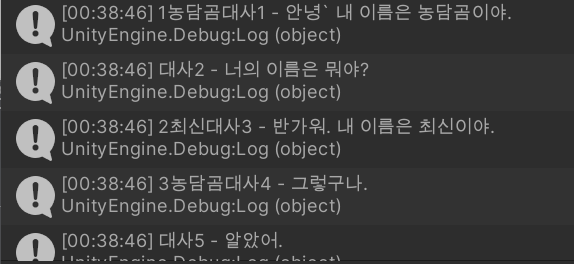 [00:38:46] 1농담곰대사1 - 안녕` 내 이름은 농담곰이야.
UnityEngine.Debug:Log (object)
[00:38:46] 대사2 - 너의 이름은 뭐야?
UnityEngine.Debug:Log (object)
[00:38:46] 2최신대사3 - 반가워. 내 이름은 최신이야.
UnityEngine.Debug:Log (object)
[00:38:46] 3농담곰대사4 - 그렇구나.
UnityEngine.Debug:Log (object)
[00:38:46] 대사5 - 알았어.
UnityEngine.Debug:Log (object)